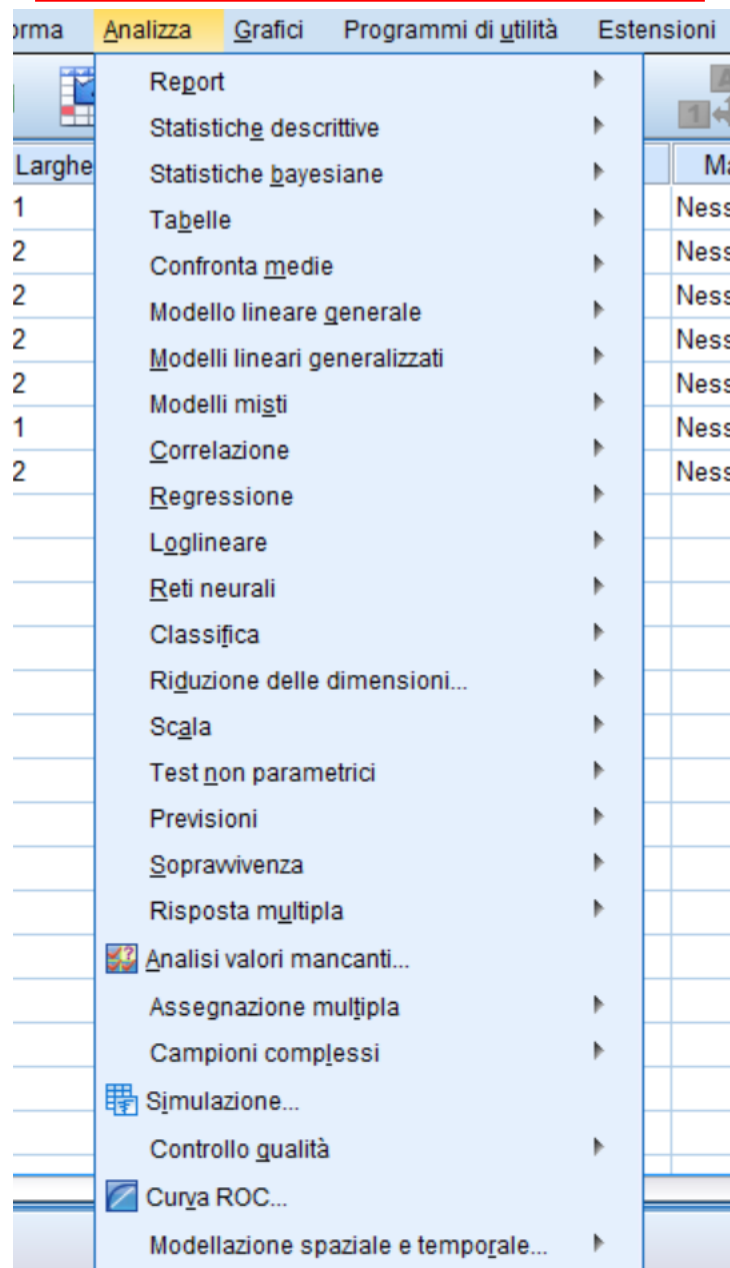 orma Analizza Grafici Programmi di utilità Estensioni
Report
Statistiche descrittive
Larghe Statistiche bayesiane Ma
1 Tabelle Ness
2 Confronta medie Ness
2 Modello lineare generale Ness
2 Modelli lineari generalizzati Ness
2 Modelli misti Ness
1 Correlazione Ness
2 Regressione Ness
Loglineare
Reti neurali
Classifica
Riduzione delle dimensioni...
Scala
Test non parametrici
Previsioni
Sopravvivenza
Risposta multipla
Analisi valori mancanti...
Assegnazione multipla
Campioni complessi
Simulazione...
Controllo qualità
Curva ROC...
Modellazione spaziale e temporale...